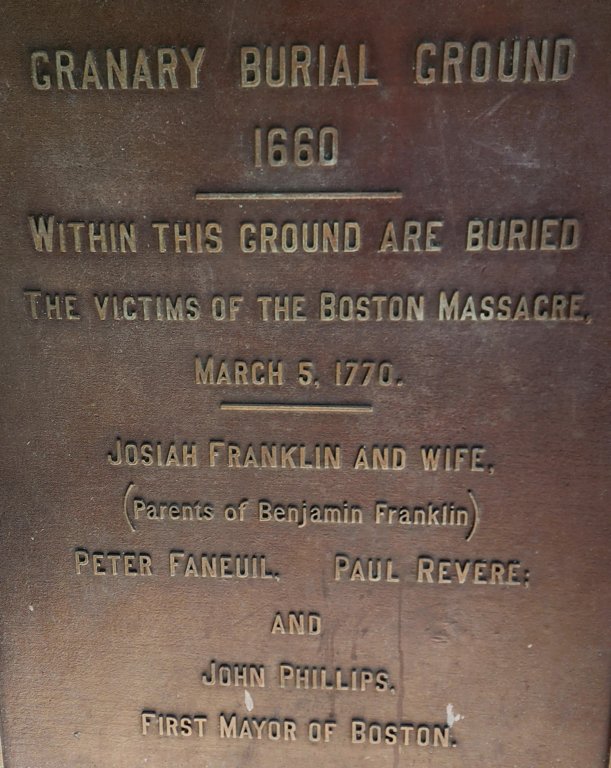 GRANARY BURIAL GROUND
1660
WITHIN THIS GROUND ARE BURIED
THE VICTIMS OF THE BOSTON MASSACRE,
MARCH 5, 1770.
JOSIAH FRANKLIN AND WIFE,
(Parents of Benjamin Franklin)
PETER FANEUIL, PAUL REVERE;
AND
JOHN PHILLIPS,
FIRST MAYOR OF BOSTON.